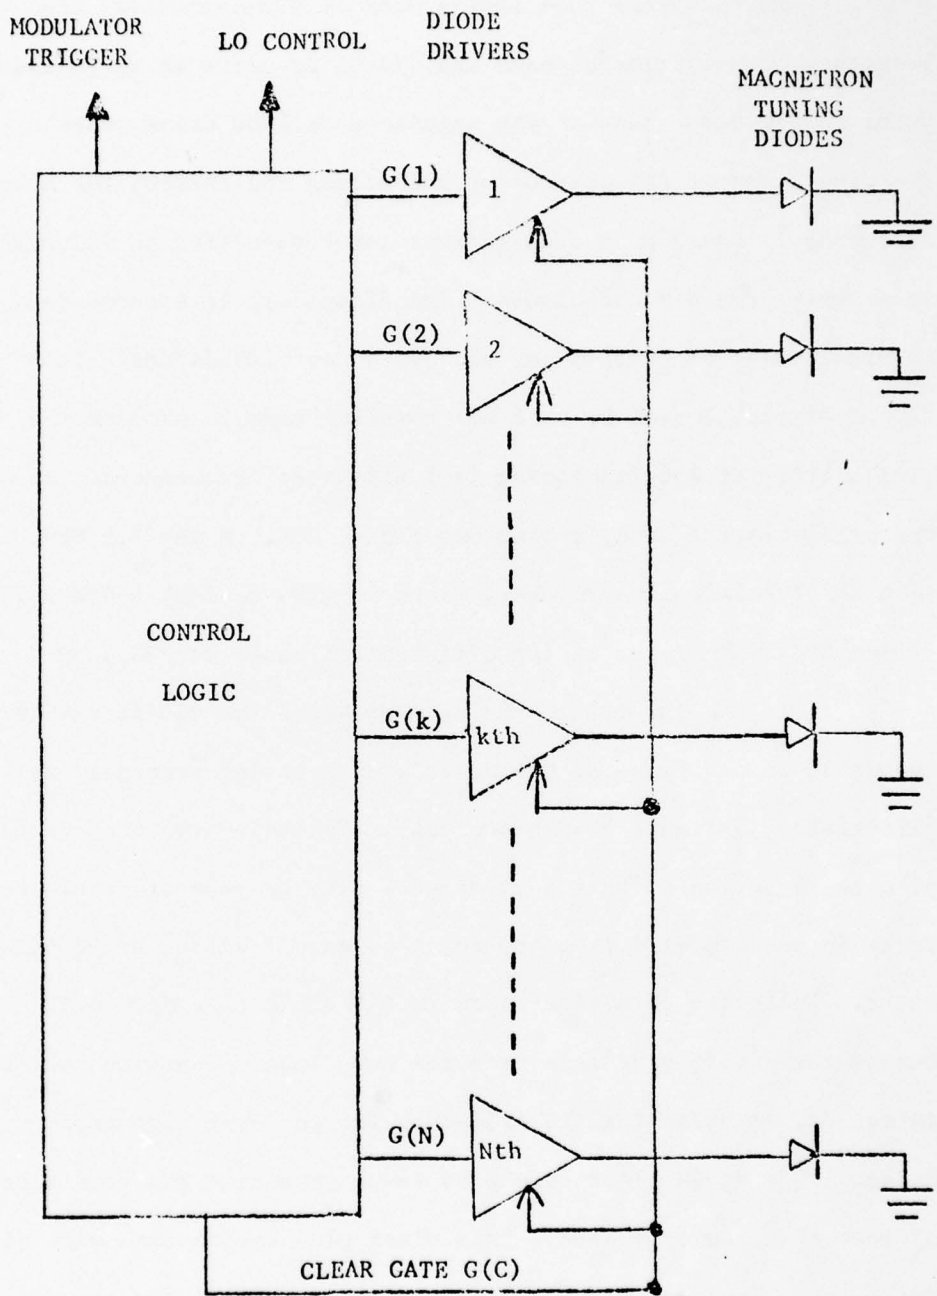 MODULATOR
TRIGGER
LO CONTROL
DIODE
DRIVERS
MAGNETRON
TUNING
DIODES
G(1)
1
G(2)
2
CONTROL
LOGIC
G(k)
kth
G(N)
Nth
CLEAR GATE G(C)